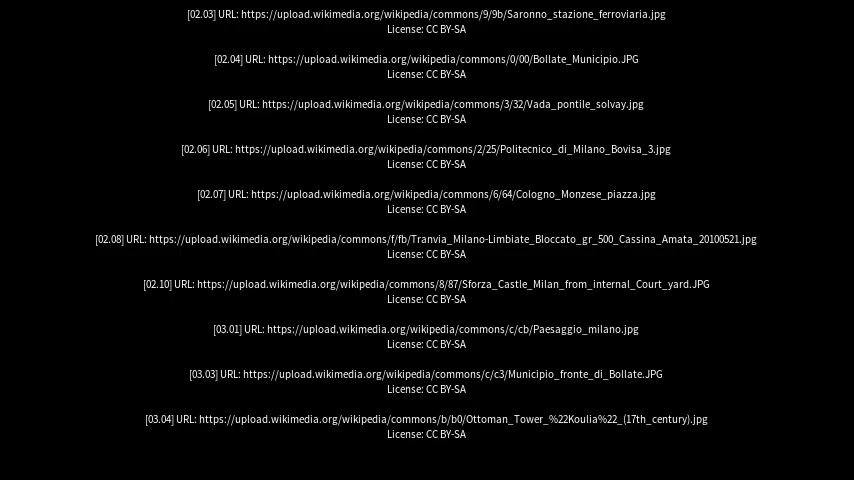 [02.03] URL: https://upload.wikimedia.org/wikipedia/commons/9/9b/Saronno_stazione_ferroviaria.jpg
License: CC BY-SA
[02.04] URL: https://upload.wikimedia.org/wikipedia/commons/0/00/Bollate_Municipio.JPG
License: CC BY-SA
[02.05] URL: https://upload.wikimedia.org/wikipedia/commons/3/32/Vada_pontile_solvay.jpg
License: CC BY-SA
[02.06] URL: https://upload.wikimedia.org/wikipedia/commons/2/25/Politecnico_di_Milano_Bovisa_3.jpg
License: CC BY-SA
[02.07] URL: https://upload.wikimedia.org/wikipedia/commons/6/64/Cologno_Monzese_piazza.jpg
License: CC BY-SA
[02.08] URL: https://upload.wikimedia.org/wikipedia/commons/f/fb/Tranvia_Milano-Limbiate_Bloccato_gr_500_Cassina_Amata_20100521.jpg
License: CC BY-SA
[02.10] URL: https://upload.wikimedia.org/wikipedia/commons/8/87/Sforza_Castle_Milan_from_internal_Court_yard.JPG
License: CC BY-SA
[03.01] URL: https://upload.wikimedia.org/wikipedia/commons/c/cb/Paesaggio_milano.jpg
License: CC BY-SA
[03.03] URL: https://upload.wikimedia.org/wikipedia/commons/c/c3/Municipio_fronte_di_Bollate.JPG
License: CC BY-SA
[03.04] URL: https://upload.wikimedia.org/wikipedia/commons/b/b0/Ottoman_Tower_%22Koulia%22_(17th_century).jpg
License: CC BY-SA